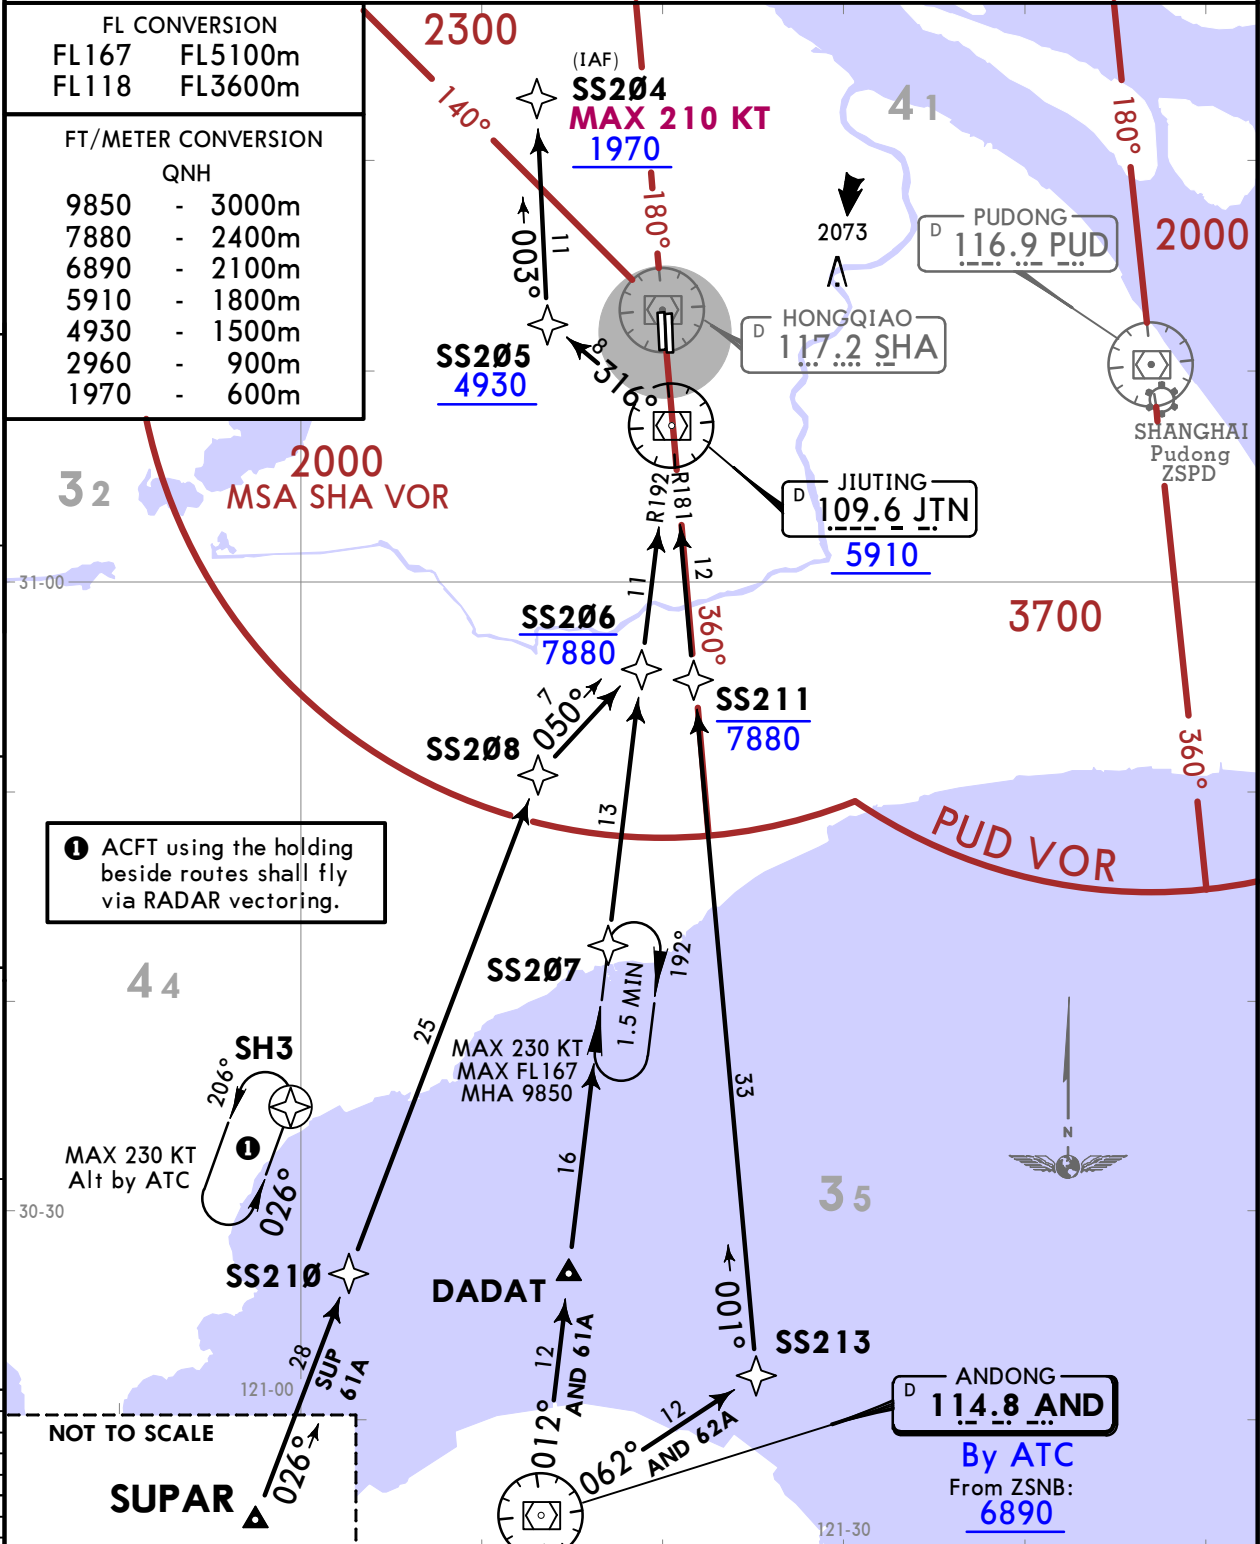 FL CONVERSION
FL167 FL5100m
FL118 FL3600m
FT/METER CONVERSION
QNH
9850 - 3000m
7880 - 2400m
6890 - 2100m
5910 - 1800m
4930 - 1500m
2960 - 900m
1970 - 600m
2300
140°
(IAF)
SS2Ø4
MAX 210 KT
1970
180°
41
180°
2073
PUDONG
D 116.9 PUD
2000
003°
11
HONGQIAO
D 117.2 SHA
SS2Ø5
4930
8
316°
SHANGHAI
Pudong
ZSPD
2000
MSA SHA VOR
32
R192
R181
JIUTING
D 109.6 JTN
5910
31-00
11
12
360°
3700
SS2Ø6
7880
SS211
7880
7
050°
SS2Ø8
360°
13
PUD VOR
1 ACFT using the holding
beside routes shall fly
via RADAR vectoring.
44
SS2Ø7
192°
1.5 MIN
25
MAX 230 KT
MAX FL167
MHA 9850
SH3
206°
1
MAX 230 KT
Alt by ATC
026°
33
N
16
35
30-30
SS21Ø
DADAT
001°
SS213
28
SUP
61A
12
AND 61A
121-00
012°
12
062°
AND 62A
ANDONG
D 114.8 AND
By ATC
From ZSNB:
6890
NOT TO SCALE
026°
SUPAR
121-30